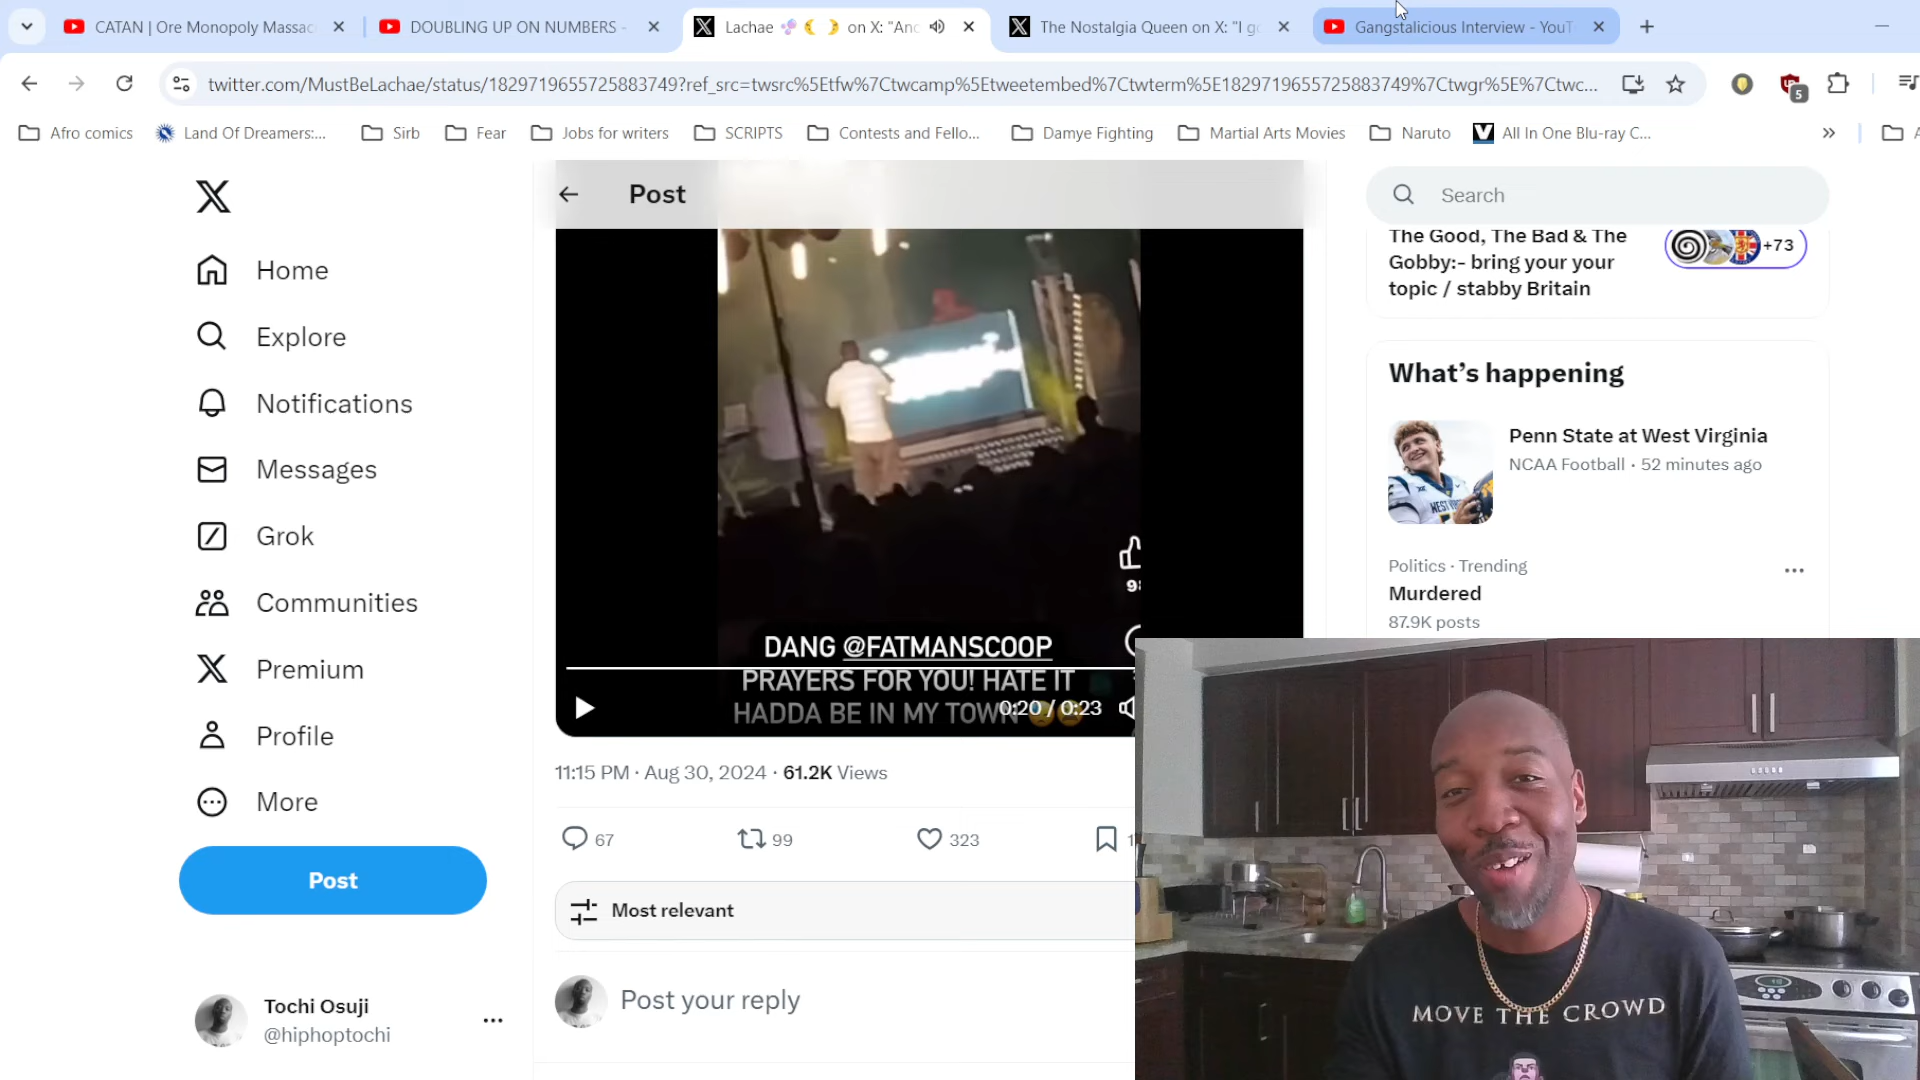 CATAN | Ore Monopoly Massac
DOUBLING UP ON NUMBERS -
Lachae on X: "Anc
The Nostalgia Queen on X: "I go
Gangstalicious Interview - YouT
twitter.com/MustBeLachae/status/1829719655725883749?ref_src=twsrc%5Etfw%7Ctwcamp%5Etweetembed%7Ctwterm%5E1829719655725883749%7Ctwgr%5E%7Ctwc...
5
Afro comics
Land Of Dreamers:...
Sirb
Fear
Jobs for writers
SCRIPTS
Contests and Fello...
Damye Fighting
Martial Arts Movies
Naruto
All In One Blu-ray C...
Home
Explore
Notifications
Messages
Grok
Communities
Premium
Profile
More
Post
Tochi Osuji
@hiphoptochi
Post
98
DANG @FATMANSCOOP
PRAYERS FOR YOU! HATE IT
HADDA BE IN MY TOWN
0:20 / 0:23
11:15 PM · Aug 30, 2024 · 61.2K Views
67
99
323
Most relevant
Post your reply
Search
The Good, The Bad & The
Gobby:- bring your your
topic / stabby Britain
+73
What's happening
Penn State at West Virginia
NCAA Football · 52 minutes ago
Politics · Trending
Murdered
87.9K posts
MOVE THE CROWD